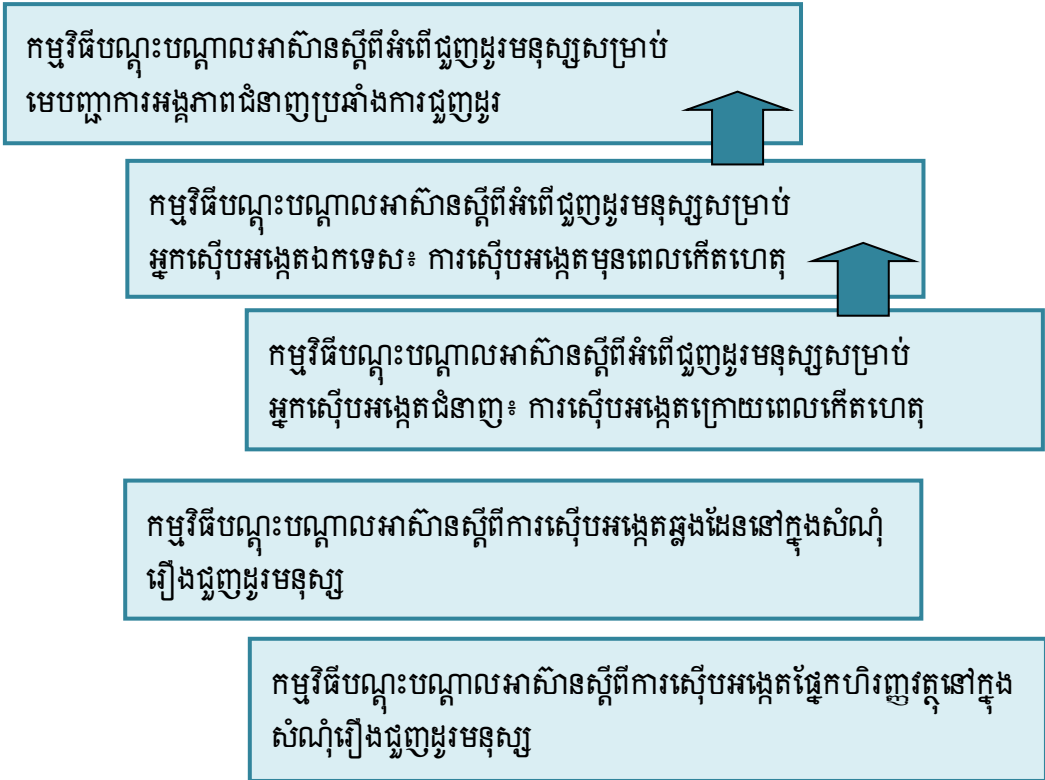 កម្មវិធីបណ្តុះបណ្តាលអាស៊ានស្តីពីអំពើជួញដូរមនុស្សសម្រាប់
មេបញ្ជាការអង្គភាពជំនាញប្រឆាំងការជួញដូរ
កម្មវិធីបណ្តុះបណ្តាលអាស៊ានស្តីពីអំពើជួញដូរមនុស្សសម្រាប់
អ្នកស៊ើបអង្កេតឯកទេស៖ ការស៊ើបអង្កេតមុនពេលកើតហេតុ
កម្មវិធីបណ្តុះបណ្តាលអាស៊ានស្តីពីអំពើជួញដូរមនុស្សសម្រាប់
អ្នកស៊ើបអង្កេតជំនាញ៖ ការស៊ើបអង្កេតក្រោយពេលកើតហេតុ
កម្មវិធីបណ្តុះបណ្តាលអាស៊ានស្តីពីការស៊ើបអង្កេតឆ្លងដែននៅក្នុងសំណុំ
រឿងជួញដូរមនុស្ស
កម្មវិធីបណ្តុះបណ្តាលអាស៊ានស្តីពីការស៊ើបអង្កេតផ្នែកហិរញ្ញវត្ថុនៅក្នុង
សំណុំរឿងជួញដូរមនុស្ស